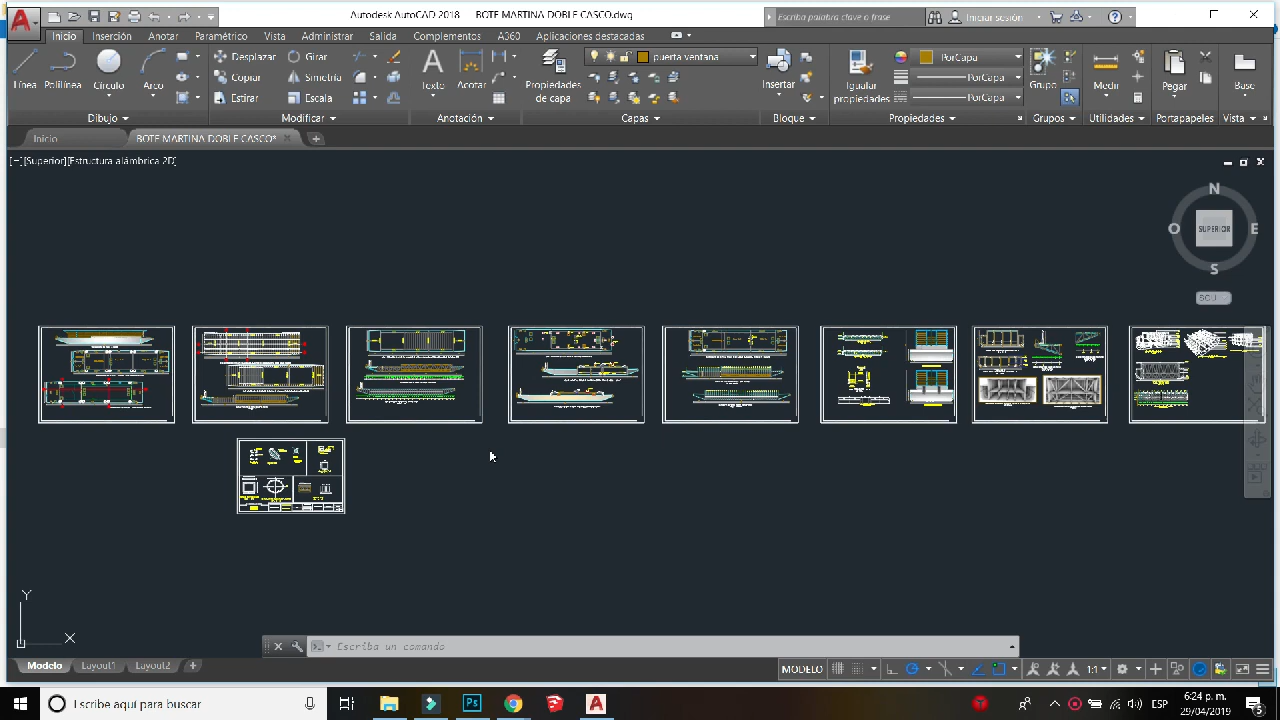 Autodesk AutoCAD 2018 BOTE MARTINA DOBLE CASCO.dwg
Escriba palabra clave o frase
Iniciar sesión
Inicio Inserción Anotar Paramétrico Vista Administrar Salida Complementos A360 Aplicaciones destacadas
Línea Polilínea Círculo Arco
Desplazar Girar
Copiar Simetría
Estirar Escala
Texto Acotar
Propiedades de capa
puerta ventana
Insertar
Igualar propiedades
PorCapa
PorCapa
PorCapa
Grupo Medir Pegar Base
Dibujo Modificar Anotación Capas Bloque Propiedades Grupos Utilidades Portapapeles Vista
Inicio BOTE MARTINA DOBLE CASCO*
[−][Superior][Estructura alámbrica 2D]
N
O SUPERIOR E
S
SCU
Y
X
Escriba un comando
Modelo Layout1 Layout2
MODELO 1:1
Escribe aquí para buscar
ESP
6:24 p. m.
29/04/2019
5